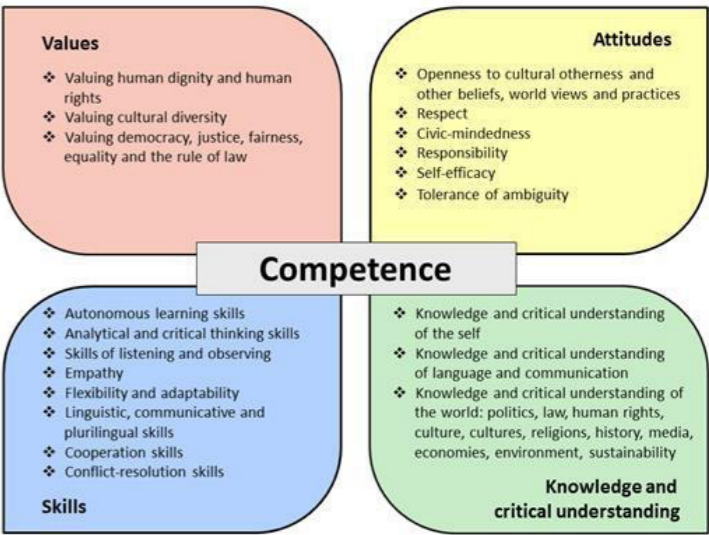 Values
❖ Valuing human dignity and human
rights
❖ Valuing cultural diversity
❖ Valuing democracy, justice, fairness,
equality and the rule of law
Attitudes
❖ Openness to cultural otherness and
other beliefs, world views and practices
❖ Respect
❖ Civic-mindedness
❖ Responsibility
❖ Self-efficacy
❖ Tolerance of ambiguity
Competence
❖ Autonomous learning skills
❖ Analytical and critical thinking skills
❖ Skills of listening and observing
❖ Empathy
❖ Flexibility and adaptability
❖ Linguistic, communicative and
plurilingual skills
❖ Cooperation skills
❖ Conflict-resolution skills
Skills
❖ Knowledge and critical understanding
of the self
❖ Knowledge and critical understanding
of language and communication
❖ Knowledge and critical understanding of
the world: politics, law, human rights,
culture, cultures, religions, history, media,
economies, environment, sustainability
Knowledge and
critical understanding